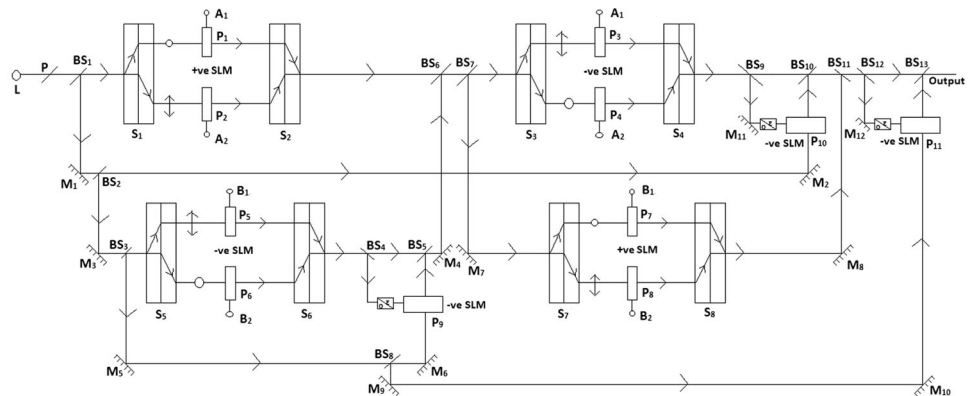 A₁ A₁
P BS₁ P₁ BS₆ BS₇ P₃ BS₉ BS₁₀ BS₁₁ BS₁₂ BS₁₃
+ve SLM -ve SLM
L P₂ P₄ Output
S₁ A₂ S₂ S₃ A₂ S₄ M₁₁ P₁₀ M₁₂ P₁₁
-ve SLM -ve SLM
M₁ BS₂ B₁ B₁ M₂
BS₃ P₅ BS₄ BS₅ P₇
M₃ -ve SLM M₄ M₇ +ve SLM M₈
P₆ P₈
S₅ B₂ S₆ P₉ -ve SLM S₇ B₂ S₈
M₅ BS₈ M₆
M₉ M₁₀